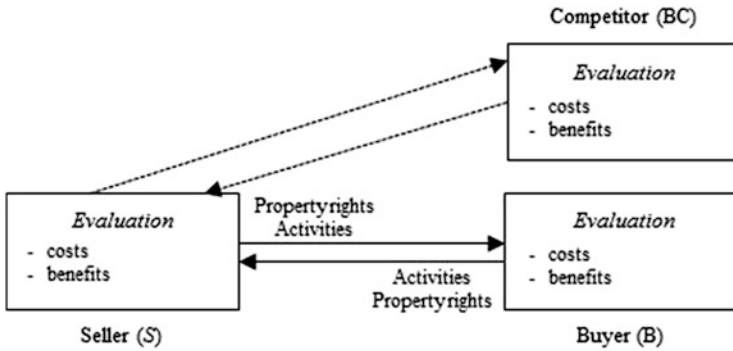 Competitor (BC)
Evaluation
- costs
- benefits
Evaluation
- costs
- benefits
Propertyrights
Activities
Activities
Propertyrights
Evaluation
- costs
- benefits
Seller (S)
Buyer (B)